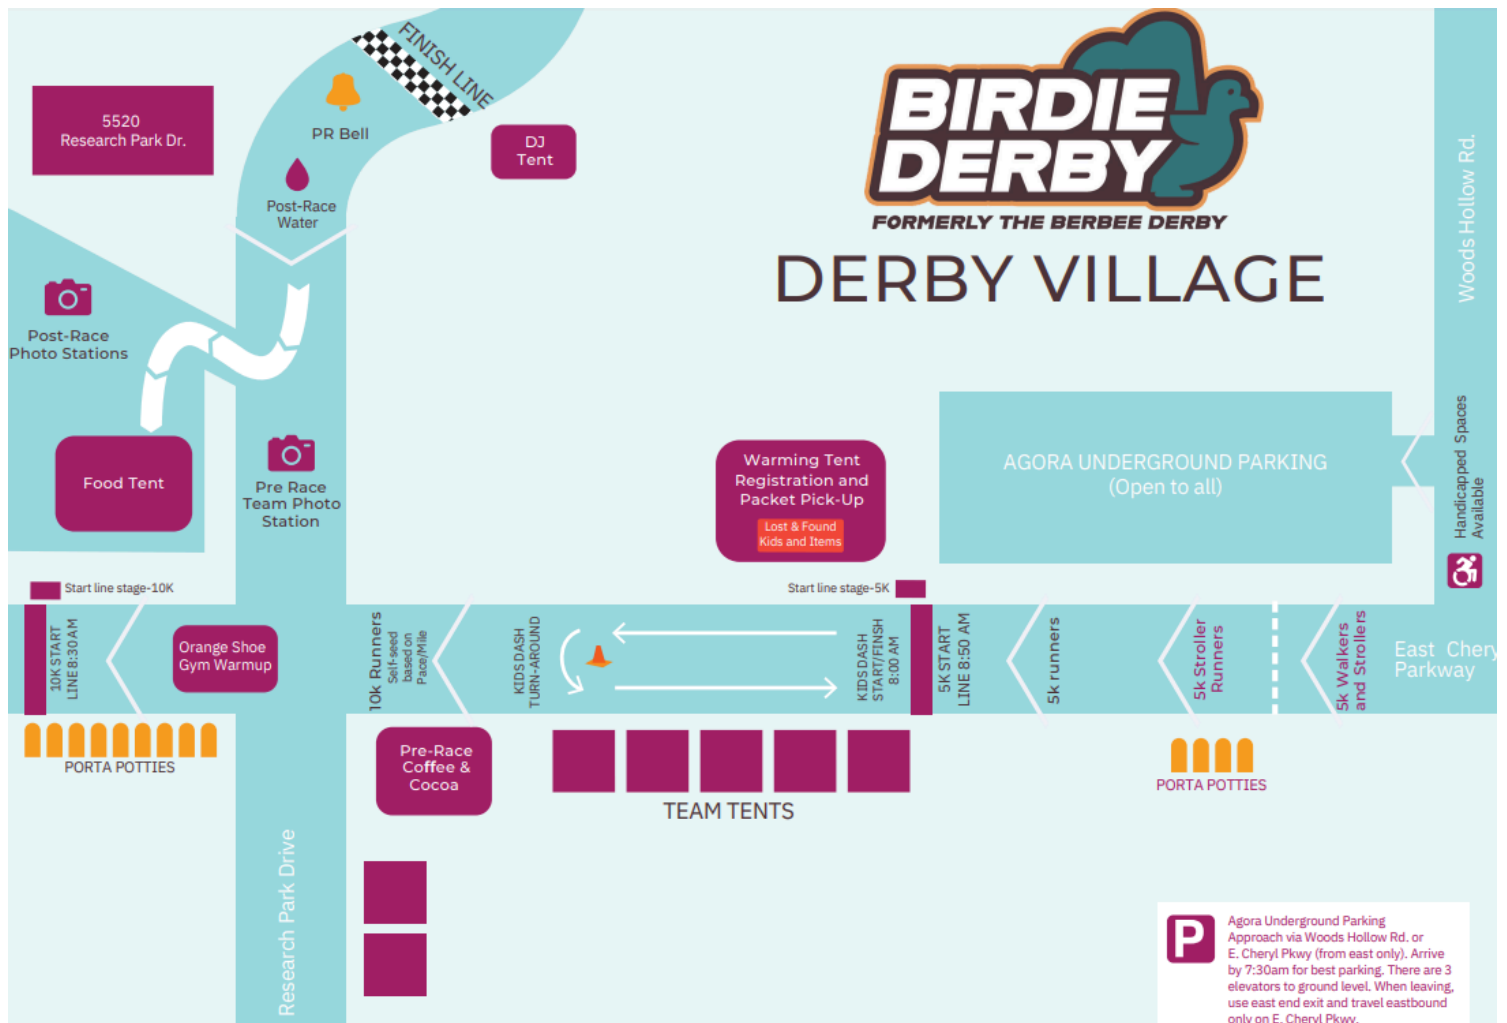 FINISH LINE
PR Bell
5520
Research Park Dr.
DJ
Tent
Post-Race
Water
BIRDIE
DERBY
FORMERLY THE BERBEE DERBY
DERBY VILLAGE
Woods Hollow Rd.
Post-Race
Photo Stations
Food Tent
Pre Race
Team Photo
Station
Warming Tent
Registration and
Packet Pick-Up
Lost & Found
Kids and Items
AGORA UNDERGROUND PARKING
(Open to all)
Handicapped Spaces
Available
Start line stage-10K
Start line stage-5K
10K START
LINE 8:30 AM
Orange Shoe
Gym Warmup
10k Runners
Self-seed
based on
Pace/Mile
KIDS DASH
TURN-AROUND
KIDS DASH
START/FINSH
8:00 AM
5K START
LINE 8:50 AM
5k runners
5k Stroller
Runners
5k Walkers
and Strollers
East Chery
Parkway
PORTA POTTIES
Pre-Race
Coffee &
Cocoa
TEAM TENTS
PORTA POTTIES
Research Park Drive
P
Agora Underground Parking
Approach via Woods Hollow Rd. or
E. Cheryl Pkwy (from east only). Arrive
by 7:30am for best parking. There are 3
elevators to ground level. When leaving,
use east end exit and travel eastbound
only on E. Cheryl Pkwy.